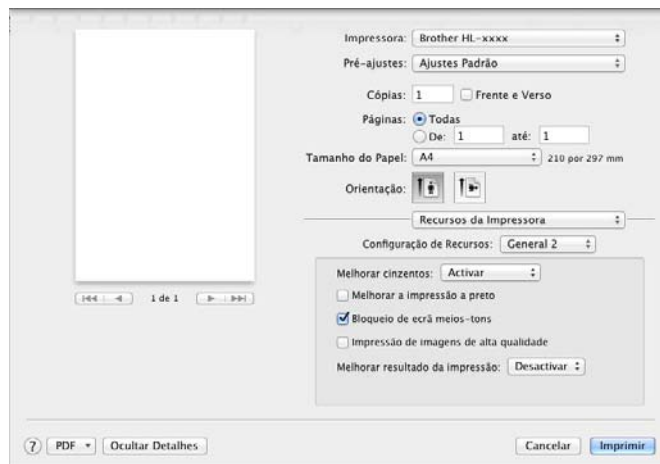 Impressora: Brother HL-xxxx
Pré-ajustes: Ajustes Padrão
Cópias: 1 Frente e Verso
Páginas: Todas
De: 1 até: 1
Tamanho do Papel: A4 210 por 297 mm
Orientação:
Recursos da Impressora
Configuração de Recursos: General 2
Melhorar cinzentos: Activar
Melhorar a impressão a preto
Bloqueio de ecrã meios-tons
Impressão de imagens de alta qualidade
Melhorar resultado da impressão: Desactivar
1 de 1
? PDF Ocultar Detalhes Cancelar Imprimir